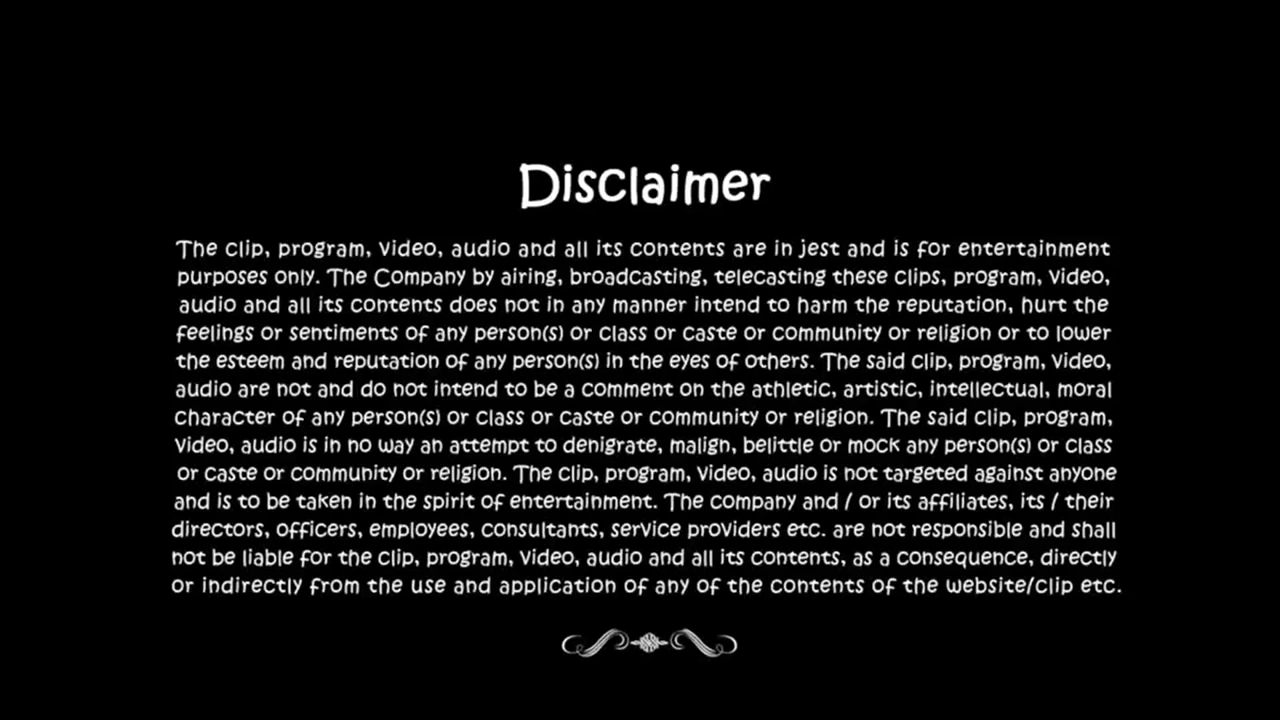 Disclaimer
The clip, program, video, audio and all its contents are in jest and is for entertainment
purposes only. The Company by airing, broadcasting, telecasting these clips, program, video,
audio and all its contents does not in any manner intend to harm the reputation, hurt the
feelings or sentiments of any person(s) or class or caste or community or religion or to lower
the esteem and reputation of any person(s) in the eyes of others. The said clip, program, video,
audio are not and do not intend to be a comment on the athletic, artistic, intellectual, moral
character of any person(s) or class or caste or community or religion. The said clip, program,
video, audio is in no way an attempt to denigrate, malign, belittle or mock any person(s) or class
or caste or community or religion. The clip, program, video, audio is not targeted against anyone
and is to be taken in the spirit of entertainment. The company and / or its affiliates, its / their
directors, officers, employees, consultants, service providers etc. are not responsible and shall
not be liable for the clip, program, video, audio and all its contents, as a consequence, directly
or indirectly from the use and application of any of the contents of the website/clip etc.